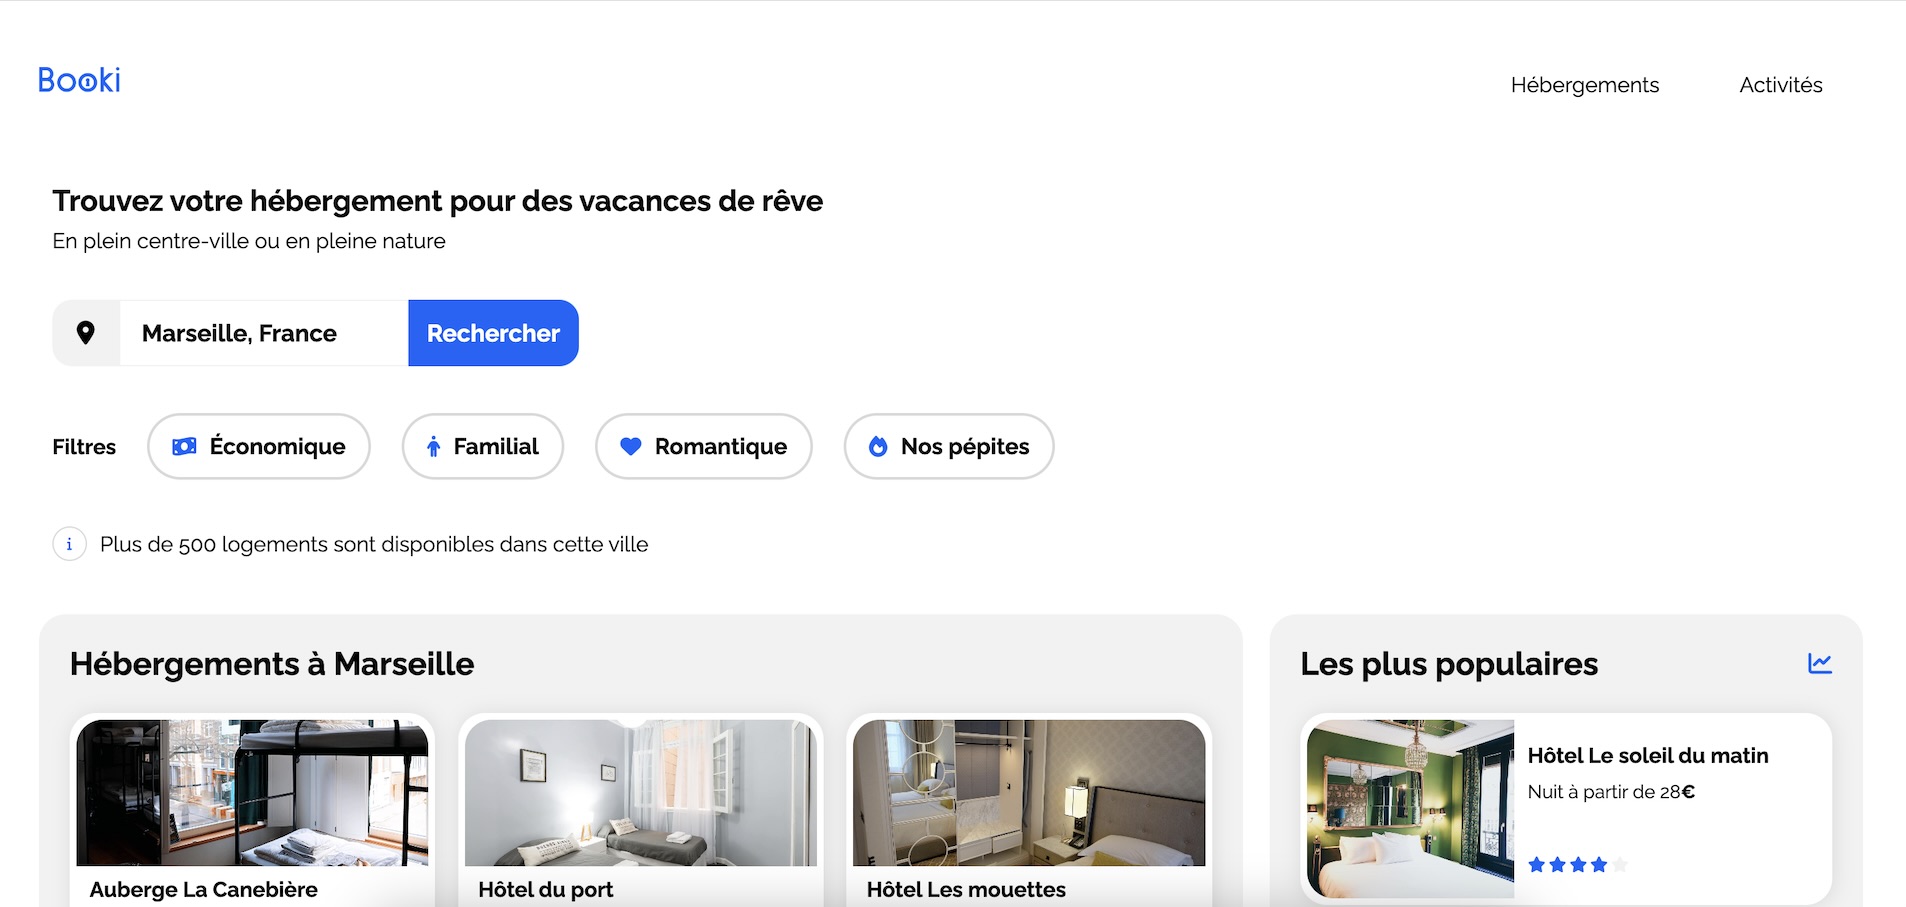 Booki
Hébergements
Activités
Trouvez votre hébergement pour des vacances de rêve
En plein centre-ville ou en pleine nature
Marseille, France
Rechercher
Filtres
Économique
Familial
Romantique
Nos pépites
i
Plus de 500 logements sont disponibles dans cette ville
Hébergements à Marseille
Auberge La Canebière
Hôtel du port
Hôtel Les mouettes
Les plus populaires
Hôtel Le soleil du matin
Nuit à partir de 28€